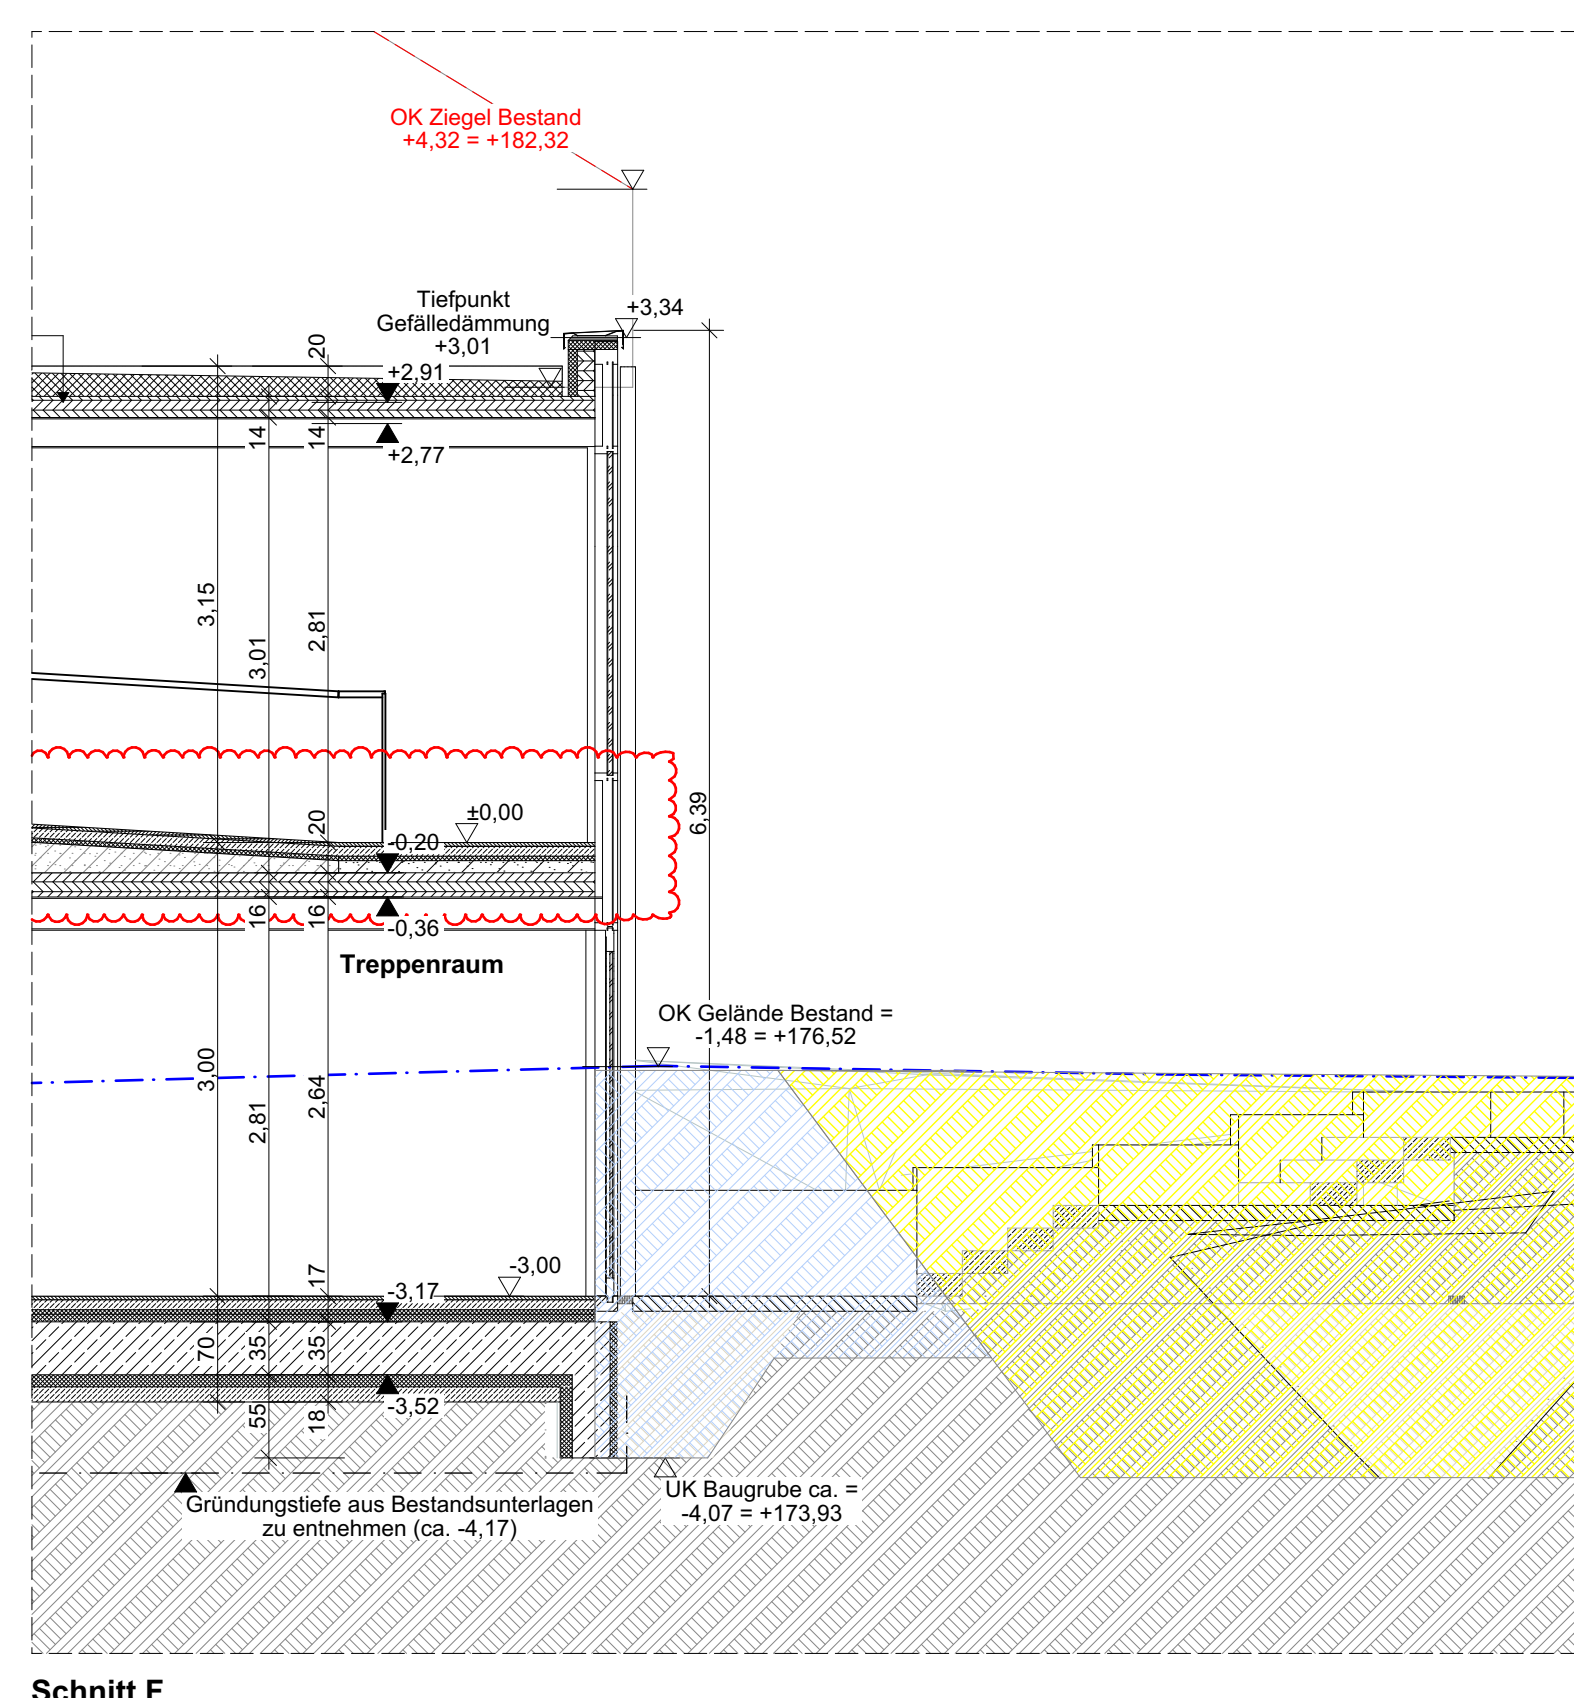 OK Ziegel Bestand
+4,32 = +182,32
Tiefpunkt
Gefälledämmung
+3,01
+3,34
20
+2,91
14
14
+2,77
3,15
3,01
2,81
6,39
±0,00
20
-0,20
16
16
-0,36
Treppenraum
OK Gelände Bestand =
-1,48 = +176,52
3,00
2,81
2,64
-3,00
17
-3,17
70
35
35
-3,52
55
18
Gründungstiefe aus Bestandsunterlagen
zu entnehmen (ca. -4,17)
UK Baugrube ca. =
-4,07 = +173,93
Schnitt